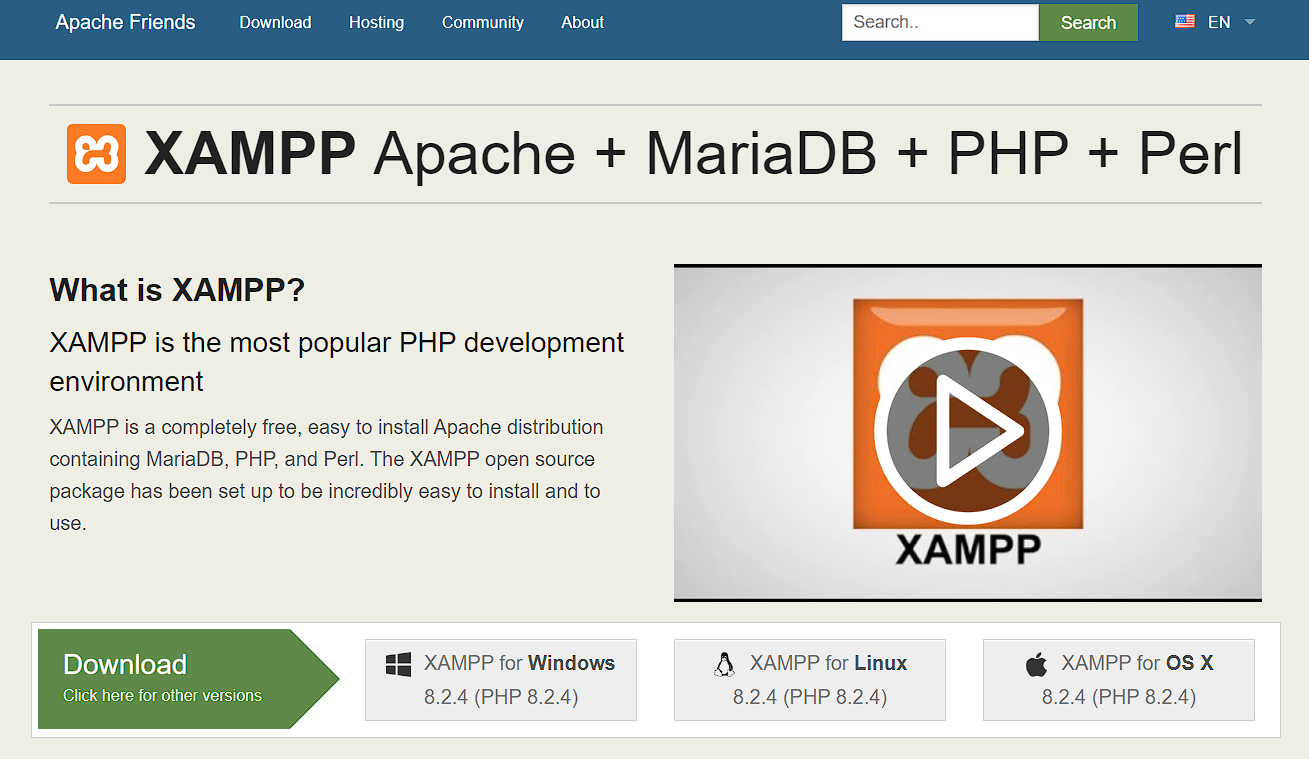 Apache Friends Download Hosting Community About Search.. Search EN
XAMPP Apache + MariaDB + PHP + Perl
What is XAMPP?
XAMPP is the most popular PHP development
environment
XAMPP is a completely free, easy to install Apache distribution
containing MariaDB, PHP, and Perl. The XAMPP open source
package has been set up to be incredibly easy to install and to
use.
XAMPP
Download
Click here for other versions
XAMPP for Windows
8.2.4 (PHP 8.2.4)
XAMPP for Linux
8.2.4 (PHP 8.2.4)
XAMPP for OS X
8.2.4 (PHP 8.2.4)